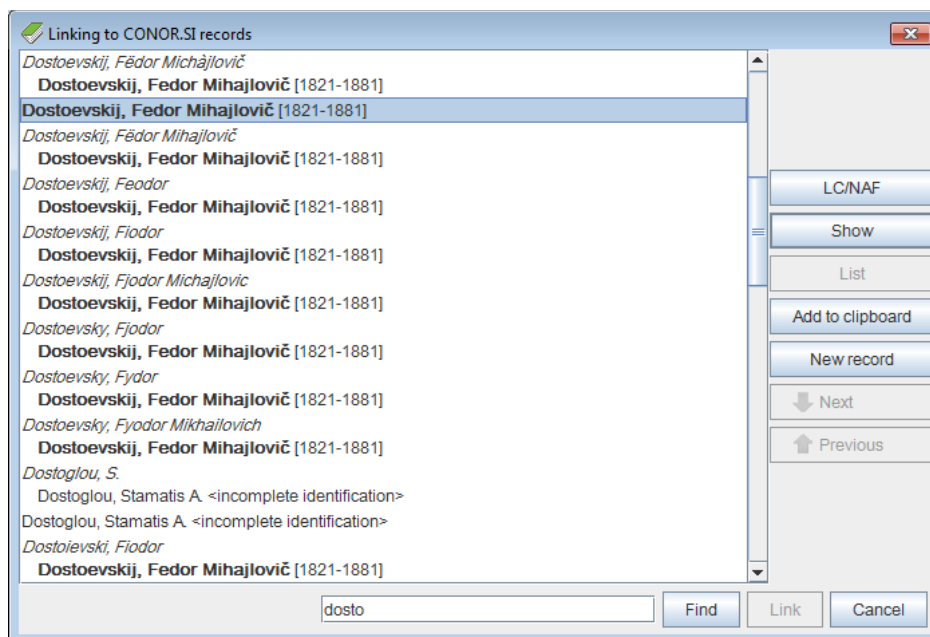 Linking to CONOR.SI records
Dostoevskij, Fëdor Michàjlovič
Dostoevskij, Fedor Mihajlovič [1821-1881]
Dostoevskij, Fedor Mihajlovič [1821-1881]
Dostoevskij, Fëdor Mihajlovič
Dostoevskij, Fedor Mihajlovič [1821-1881]
Dostoevskij, Feodor
Dostoevskij, Fedor Mihajlovič [1821-1881]
Dostoevskij, Fiodor
Dostoevskij, Fedor Mihajlovič [1821-1881]
Dostoevskij, Fjodor Michajlovic
Dostoevskij, Fedor Mihajlovič [1821-1881]
Dostoevsky, Fjodor
Dostoevskij, Fedor Mihajlovič [1821-1881]
Dostoevsky, Fydor
Dostoevskij, Fedor Mihajlovič [1821-1881]
Dostoevsky, Fyodor Mikhailovich
Dostoevskij, Fedor Mihajlovič [1821-1881]
Dostoglou, S.
Dostoglou, Stamatis A. <incomplete identification>
Dostoglou, Stamatis A. <incomplete identification>
Dostoievski, Fiodor
Dostoevskij, Fedor Mihajlovič [1821-1881]
LC/NAF
Show
List
Add to clipboard
New record
Next
Previous
dosto
Find
Link
Cancel